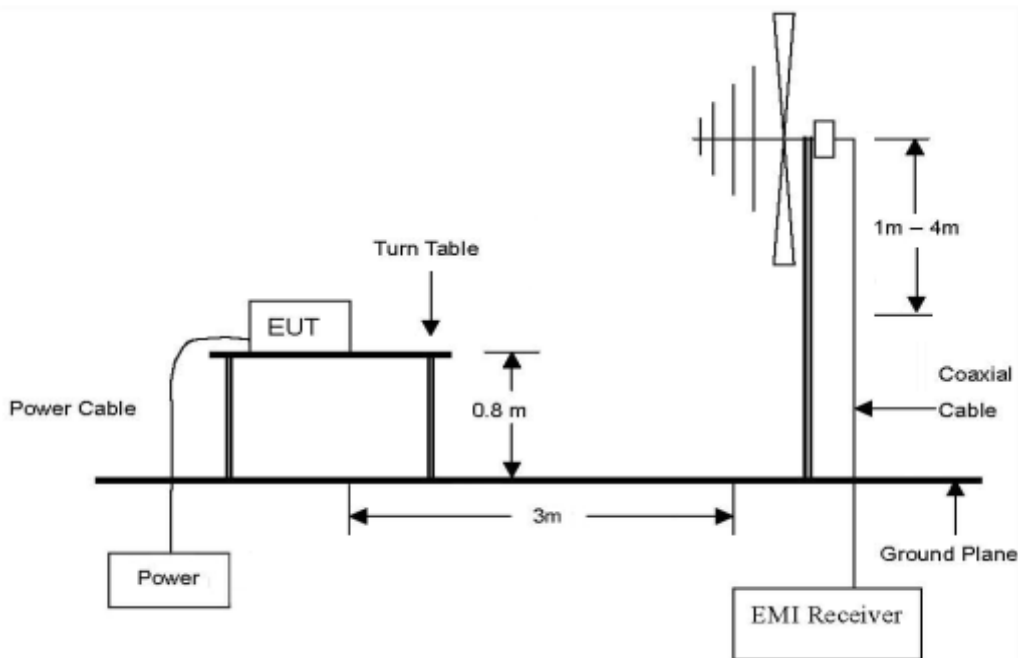 1m – 4m
Turn Table
EUT
Power Cable
0.8 m
Coaxial
Cable
3m
Ground Plane
Power
EMI Receiver